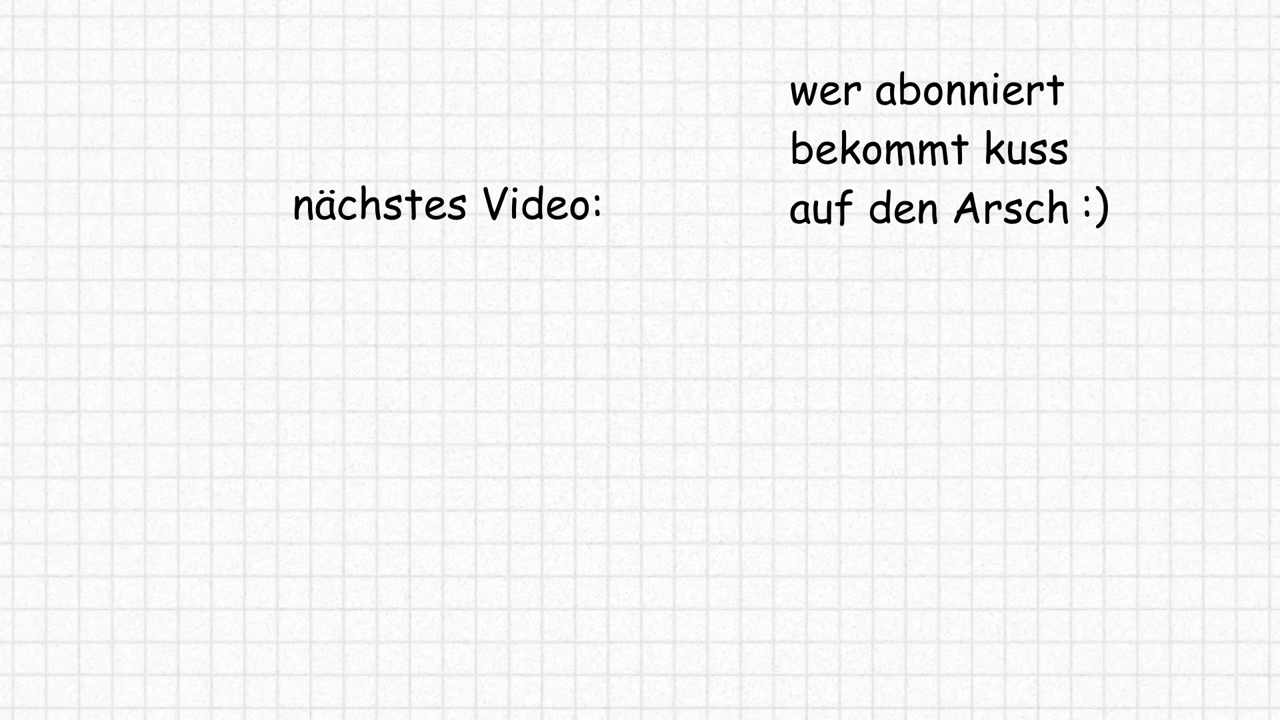 nächstes Video:
wer abonniert
bekommt kuss
auf den Arsch :)